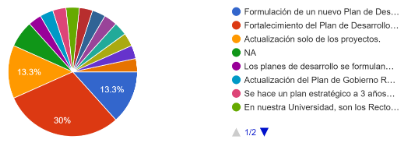 Formulación de un nuevo Plan de Des…
Fortalecimiento del Plan de Desarrollo…
Actualización solo de los proyectos.
NA
Los planes de desarrollo se formulan…
Actualización del Plan de Gobierno R…
Se hace un plan estratégico a 3 años…
En nuestra Universidad, son los Recto…
1/2
13.3%
13.3%
30%